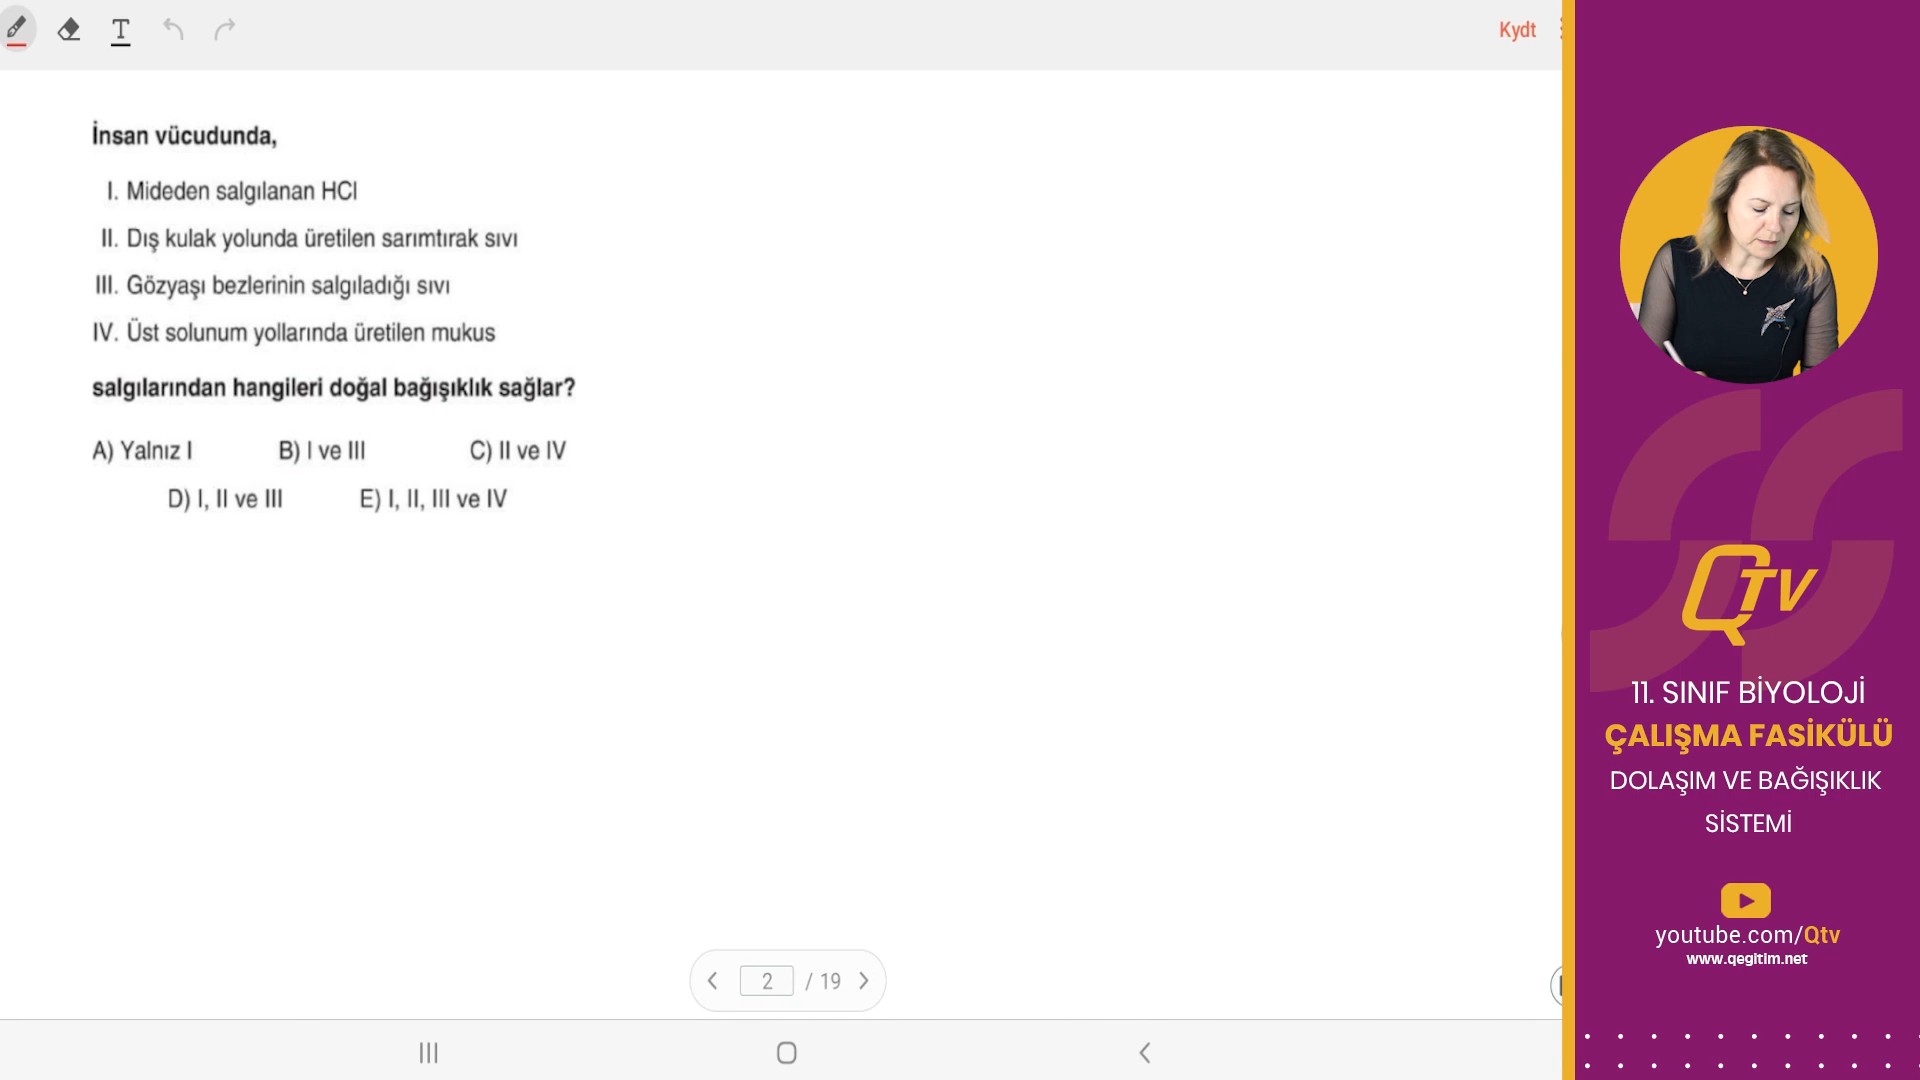 T
Kydt
İnsan vücudunda,
I. Mideden salgılanan HCl
II. Dış kulak yolunda üretilen sarımtırak sıvı
III. Gözyaşı bezlerinin salgıladığı sıvı
IV. Üst solunum yollarında üretilen mukus
salgılarından hangileri doğal bağışıklık sağlar?
A) Yalnız I B) I ve III C) II ve IV
D) I, II ve III E) I, II, III ve IV
2 / 19
QTV
11. SINIF BİYOLOJİ
ÇALIŞMA FASİKÜLÜ
DOLAŞIM VE BAĞIŞIKLIK
SİSTEMİ
youtube.com/Qtv
www.qegitim.net